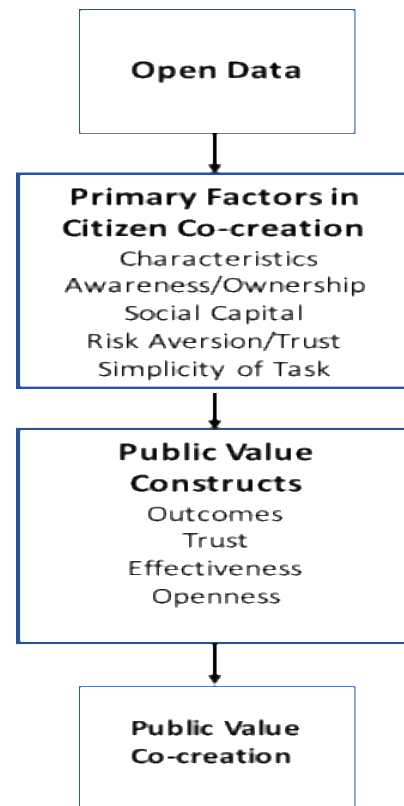 Open Data
Primary Factors in
Citizen Co-creation
Characteristics
Awareness/Ownership
Social Capital
Risk Aversion/Trust
Simplicity of Task
Public Value
Constructs
Outcomes
Trust
Effectiveness
Openness
Public Value
Co-creation